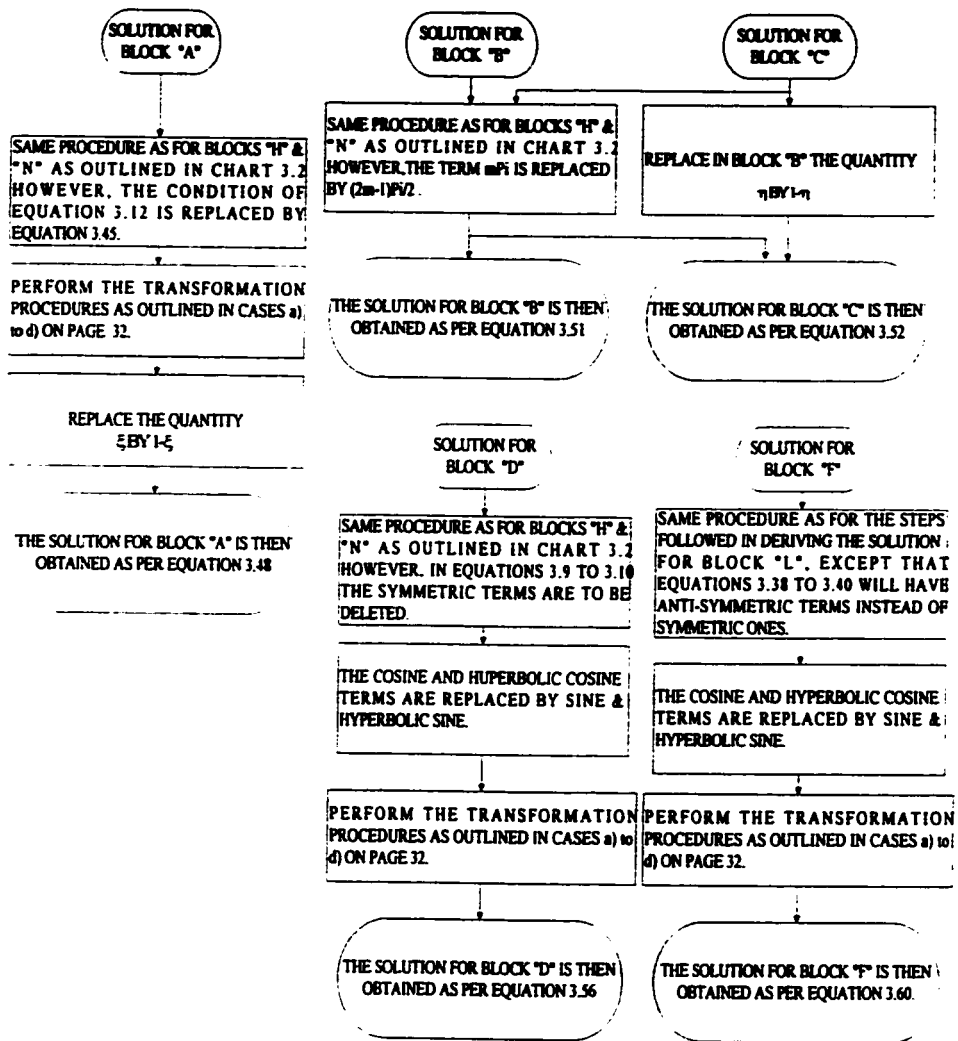 SOLUTION FOR
BLOCK "A"
SAME PROCEDURE AS FOR BLOCKS "H" &
"N" AS OUTLINED IN CHART 3.2
HOWEVER, THE CONDITION OF
EQUATION 3.12 IS REPLACED BY
EQUATION 3.45.
PERFORM THE TRANSFORMATION
PROCEDURES AS OUTLINED IN CASES a)
to d) ON PAGE 32.
REPLACE THE QUANTITY
ξ BY 1-ξ
THE SOLUTION FOR BLOCK "A" IS THEN
OBTAINED AS PER EQUATION 3.48
SOLUTION FOR
BLOCK "B"
SAME PROCEDURE AS FOR BLOCKS "H" &
"N" AS OUTLINED IN CHART 3.2
HOWEVER,THE TERM mPi IS REPLACED
BY (2m-1)Pi/2.
THE SOLUTION FOR BLOCK "B" IS THEN
OBTAINED AS PER EQUATION 3.51
SOLUTION FOR
BLOCK "C"
REPLACE IN BLOCK "B" THE QUANTITY
η BY 1-η
THE SOLUTION FOR BLOCK "C" IS THEN
OBTAINED AS PER EQUATION 3.52
SOLUTION FOR
BLOCK "D"
SAME PROCEDURE AS FOR BLOCKS "H" &
"N" AS OUTLINED IN CHART 3.2
HOWEVER. IN EQUATIONS 3.9 TO 3.10
THE SYMMETRIC TERMS ARE TO BE
DELETED.
THE COSINE AND HUPERBOLIC COSINE
TERMS ARE REPLACED BY SINE &
HYPERBOLIC SINE.
PERFORM THE TRANSFORMATION
PROCEDURES AS OUTLINED IN CASES a) to
d) ON PAGE 32.
THE SOLUTION FOR BLOCK "D" IS THEN
OBTAINED AS PER EQUATION 3.56
SOLUTION FOR
BLOCK "F"
SAME PROCEDURE AS FOR THE STEPS
FOLLOWED IN DERIVING THE SOLUTION
FOR BLOCK "L", EXCEPT THAT
EQUATIONS 3.38 TO 3.40 WILL HAVE
ANTI-SYMMETRIC TERMS INSTEAD OF
SYMMETRIC ONES.
THE COSINE AND HYPERBOLIC COSINE
TERMS ARE REPLACED BY SINE &
HYPERBOLIC SINE.
PERFORM THE TRANSFORMATION
PROCEDURES AS OUTLINED IN CASES a) to
d) ON PAGE 32.
THE SOLUTION FOR BLOCK "F" IS THEN
OBTAINED AS PER EQUATION 3.60.